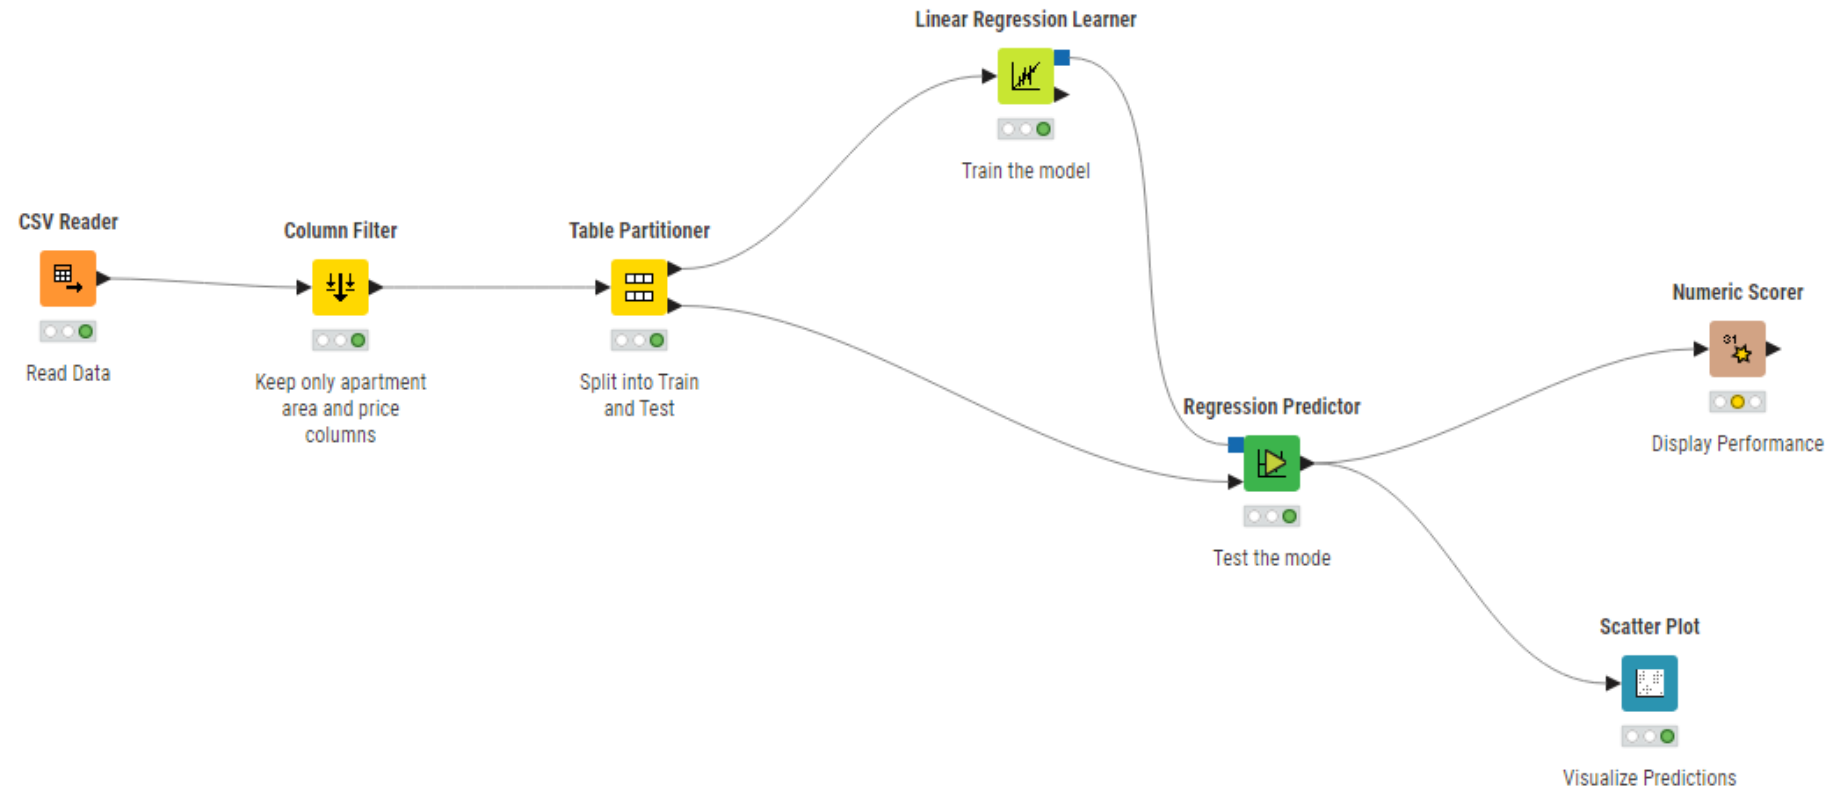 Linear Regression Learner
Train the model
CSV Reader
Read Data
Column Filter
Keep only apartment
area and price
columns
Table Partitioner
Split into Train
and Test
Regression Predictor
Test the mode
Numeric Scorer
Display Performance
Scatter Plot
Visualize Predictions